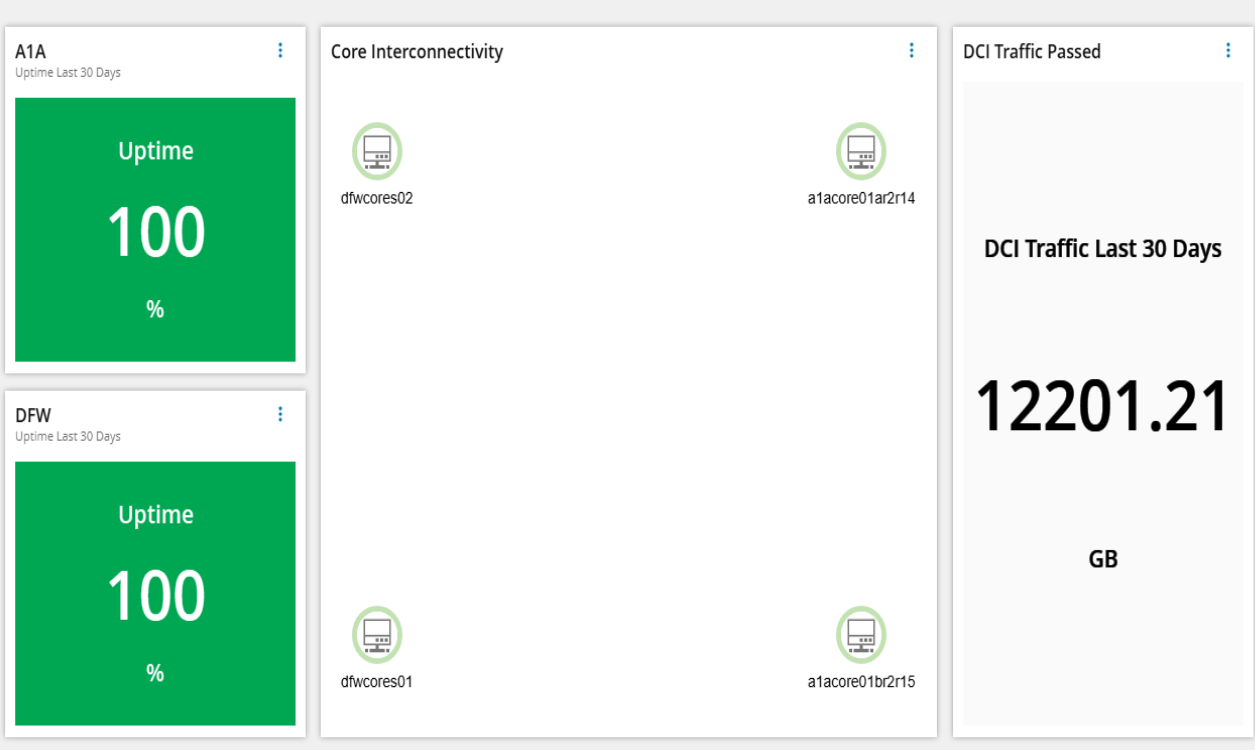 A1A
Uptime Last 30 Days
Uptime
100
%
DFW
Uptime Last 30 Days
Uptime
100
%
Core Interconnectivity
dfwcores02
a1acore01ar2r14
dfwcores01
a1acore01br2r15
DCI Traffic Passed
DCI Traffic Last 30 Days
12201.21
GB